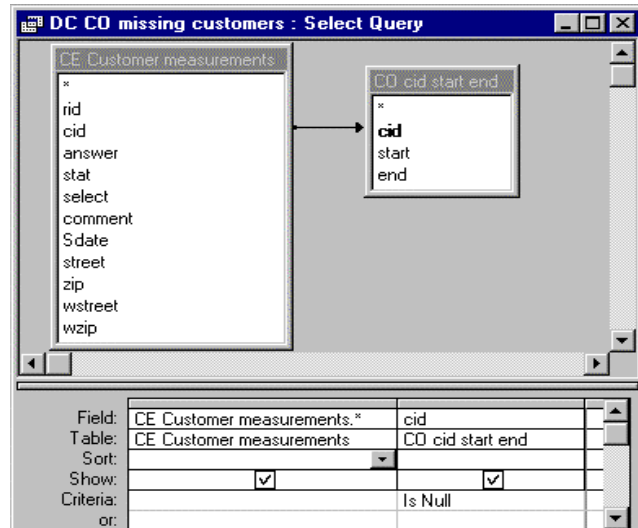 DC CO missing customers : Select Query
CE Customer measurements
*
rid
cid
answer
stat
select
comment
Sdate
street
zip
wstreet
wzip
CO cid start end
*
cid
start
end
Field: CE Customer measurements.* cid
Table: CE Customer measurements CO cid start end
Sort:
Show:
Criteria: Is Null
or: